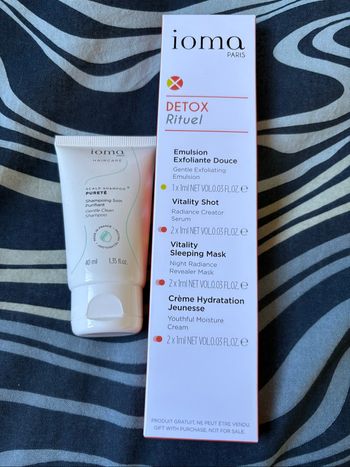 ioma
HAIRCARE
SCALP.SHAMPOO
PURETÉ
Shampooing Soin
Purifiant
Gentle Clean
Shampoo
40 ml 1,35 fl.oz.
ioma
PARIS
DETOX
Rituel
Emulsion
Exfoliante Douce
Gentle Exfoliating
Emulsion
1 x 1ml NET VOL.0.03 FL.OZ. ℮
Vitality Shot
Radiance Creator
Serum
2 x 1ml NET VOL.0.03 FL.OZ. ℮
Vitality
Sleeping Mask
Night Radiance
Revealer Mask
2 x 1ml NET VOL.0.03 FL.OZ. ℮
Crème Hydratation
Jeunesse
Youthful Moisture
Cream
2 x 1ml NET VOL.0.03 FL.OZ. ℮
PRODUIT GRATUIT, NE PEUT ÊTRE VENDU.
GIFT WITH PURCHASE, NOT FOR SALE.